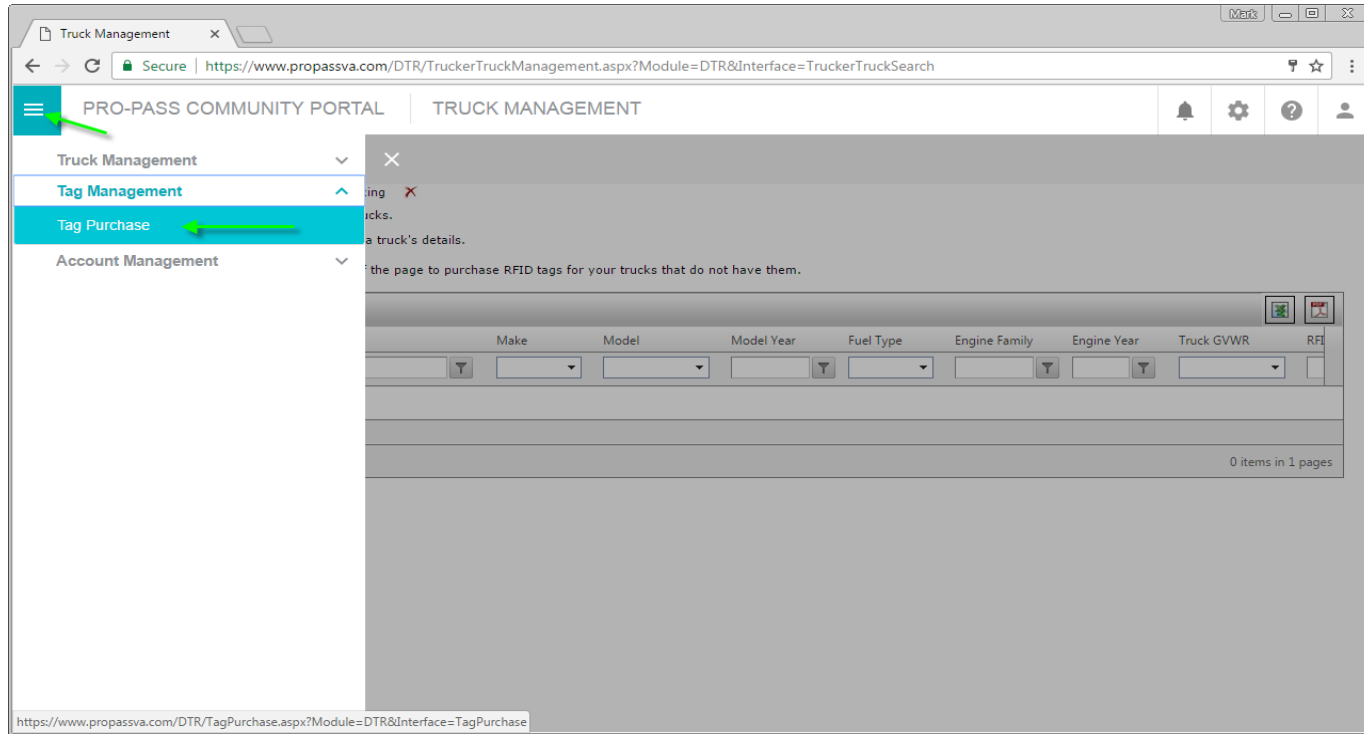 Mark
Truck Management
Secure | https://www.propassva.com/DTR/TruckerTruckManagement.aspx?Module=DTR&Interface=TruckerTruckSearch
PRO-PASS COMMUNITY PORTAL TRUCK MANAGEMENT
Truck Management
Tag Management
king
Tag Purchase
ucks.
a truck's details.
Account Management
f the page to purchase RFID tags for your trucks that do not have them.
Make Model Model Year Fuel Type Engine Family Engine Year Truck GVWR RFI
0 items in 1 pages
https://www.propassva.com/DTR/TagPurchase.aspx?Module=DTR&Interface=TagPurchase